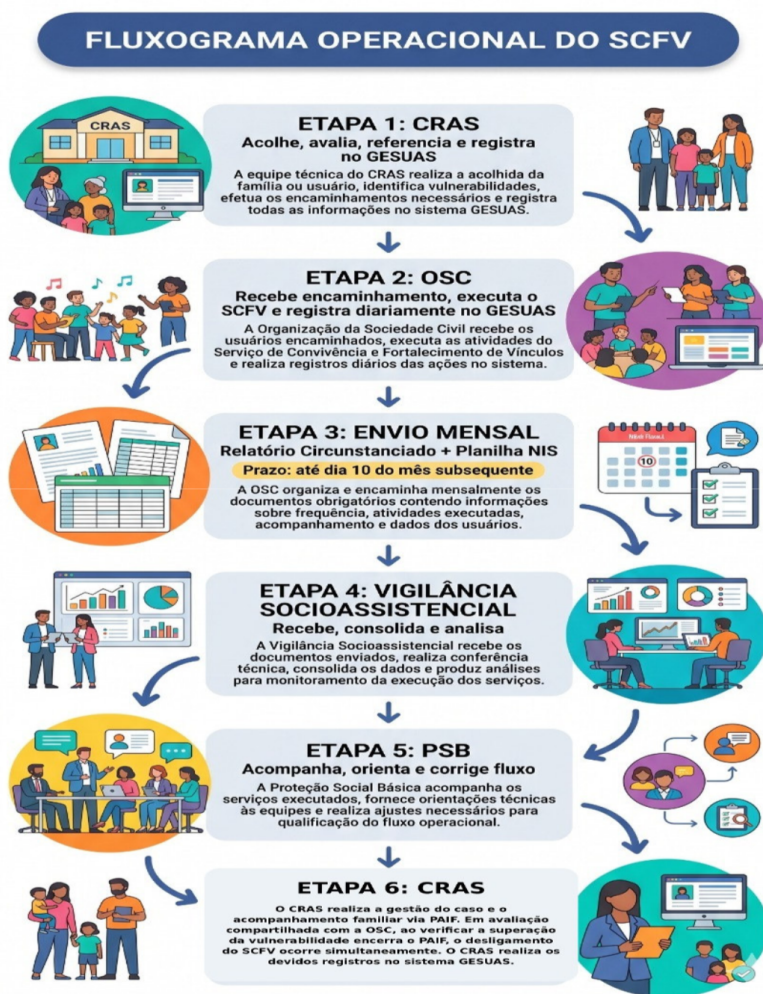 FLUXOGRAMA OPERACIONAL DO SCFV
CRAS
ETAPA 1: CRAS
Acolhe, avalia, referencia e registra
no GESUAS
A equipe técnica do CRAS realiza a acolhida da
família ou usuário, identifica vulnerabilidades,
efetua os encaminhamentos necessários e registra
todas as informações no sistema GESUAS.
ETAPA 2: OSC
Recebe encaminhamento, executa o
SCFV e registra diariamente no GESUAS
A Organização da Sociedade Civil recebe os
usuários encaminhados, executa as atividades do
Serviço de Convivência e Fortalecimento de Vínculos
e realiza registros diários das ações no sistema.
ETAPA 3: ENVIO MENSAL
Relatório Circunstanciado + Planilha NIS
Prazo: até dia 10 do mês subsequente
A OSC organiza e encaminha mensalmente os
documentos obrigatórios contendo informações
sobre frequência, atividades executadas,
acompanhamento e dados dos usuários.
10
ETAPA 4: VIGILÂNCIA
SOCIOASSISTENCIAL
Recebe, consolida e analisa
A Vigilância Socioassistencial recebe os
documentos enviados, realiza conferência
técnica, consolida os dados e produz análises
para monitoramento da execução dos serviços.
ETAPA 5: PSB
Acompanha, orienta e corrige fluxo
A Proteção Social Básica acompanha os
serviços executados, fornece orientações técnicas
às equipes e realiza ajustes necessários para
qualificação do fluxo operacional.
ETAPA 6: CRAS
O CRAS realiza a gestão do caso e o
acompanhamento familiar via PAIF. Em avaliação
compartilhada com a OSC, ao verificar a superação
da vulnerabilidade encerra o PAIF, o desligamento
do SCFV ocorre simultaneamente. O CRAS realiza os
devidos registros no sistema GESUAS.